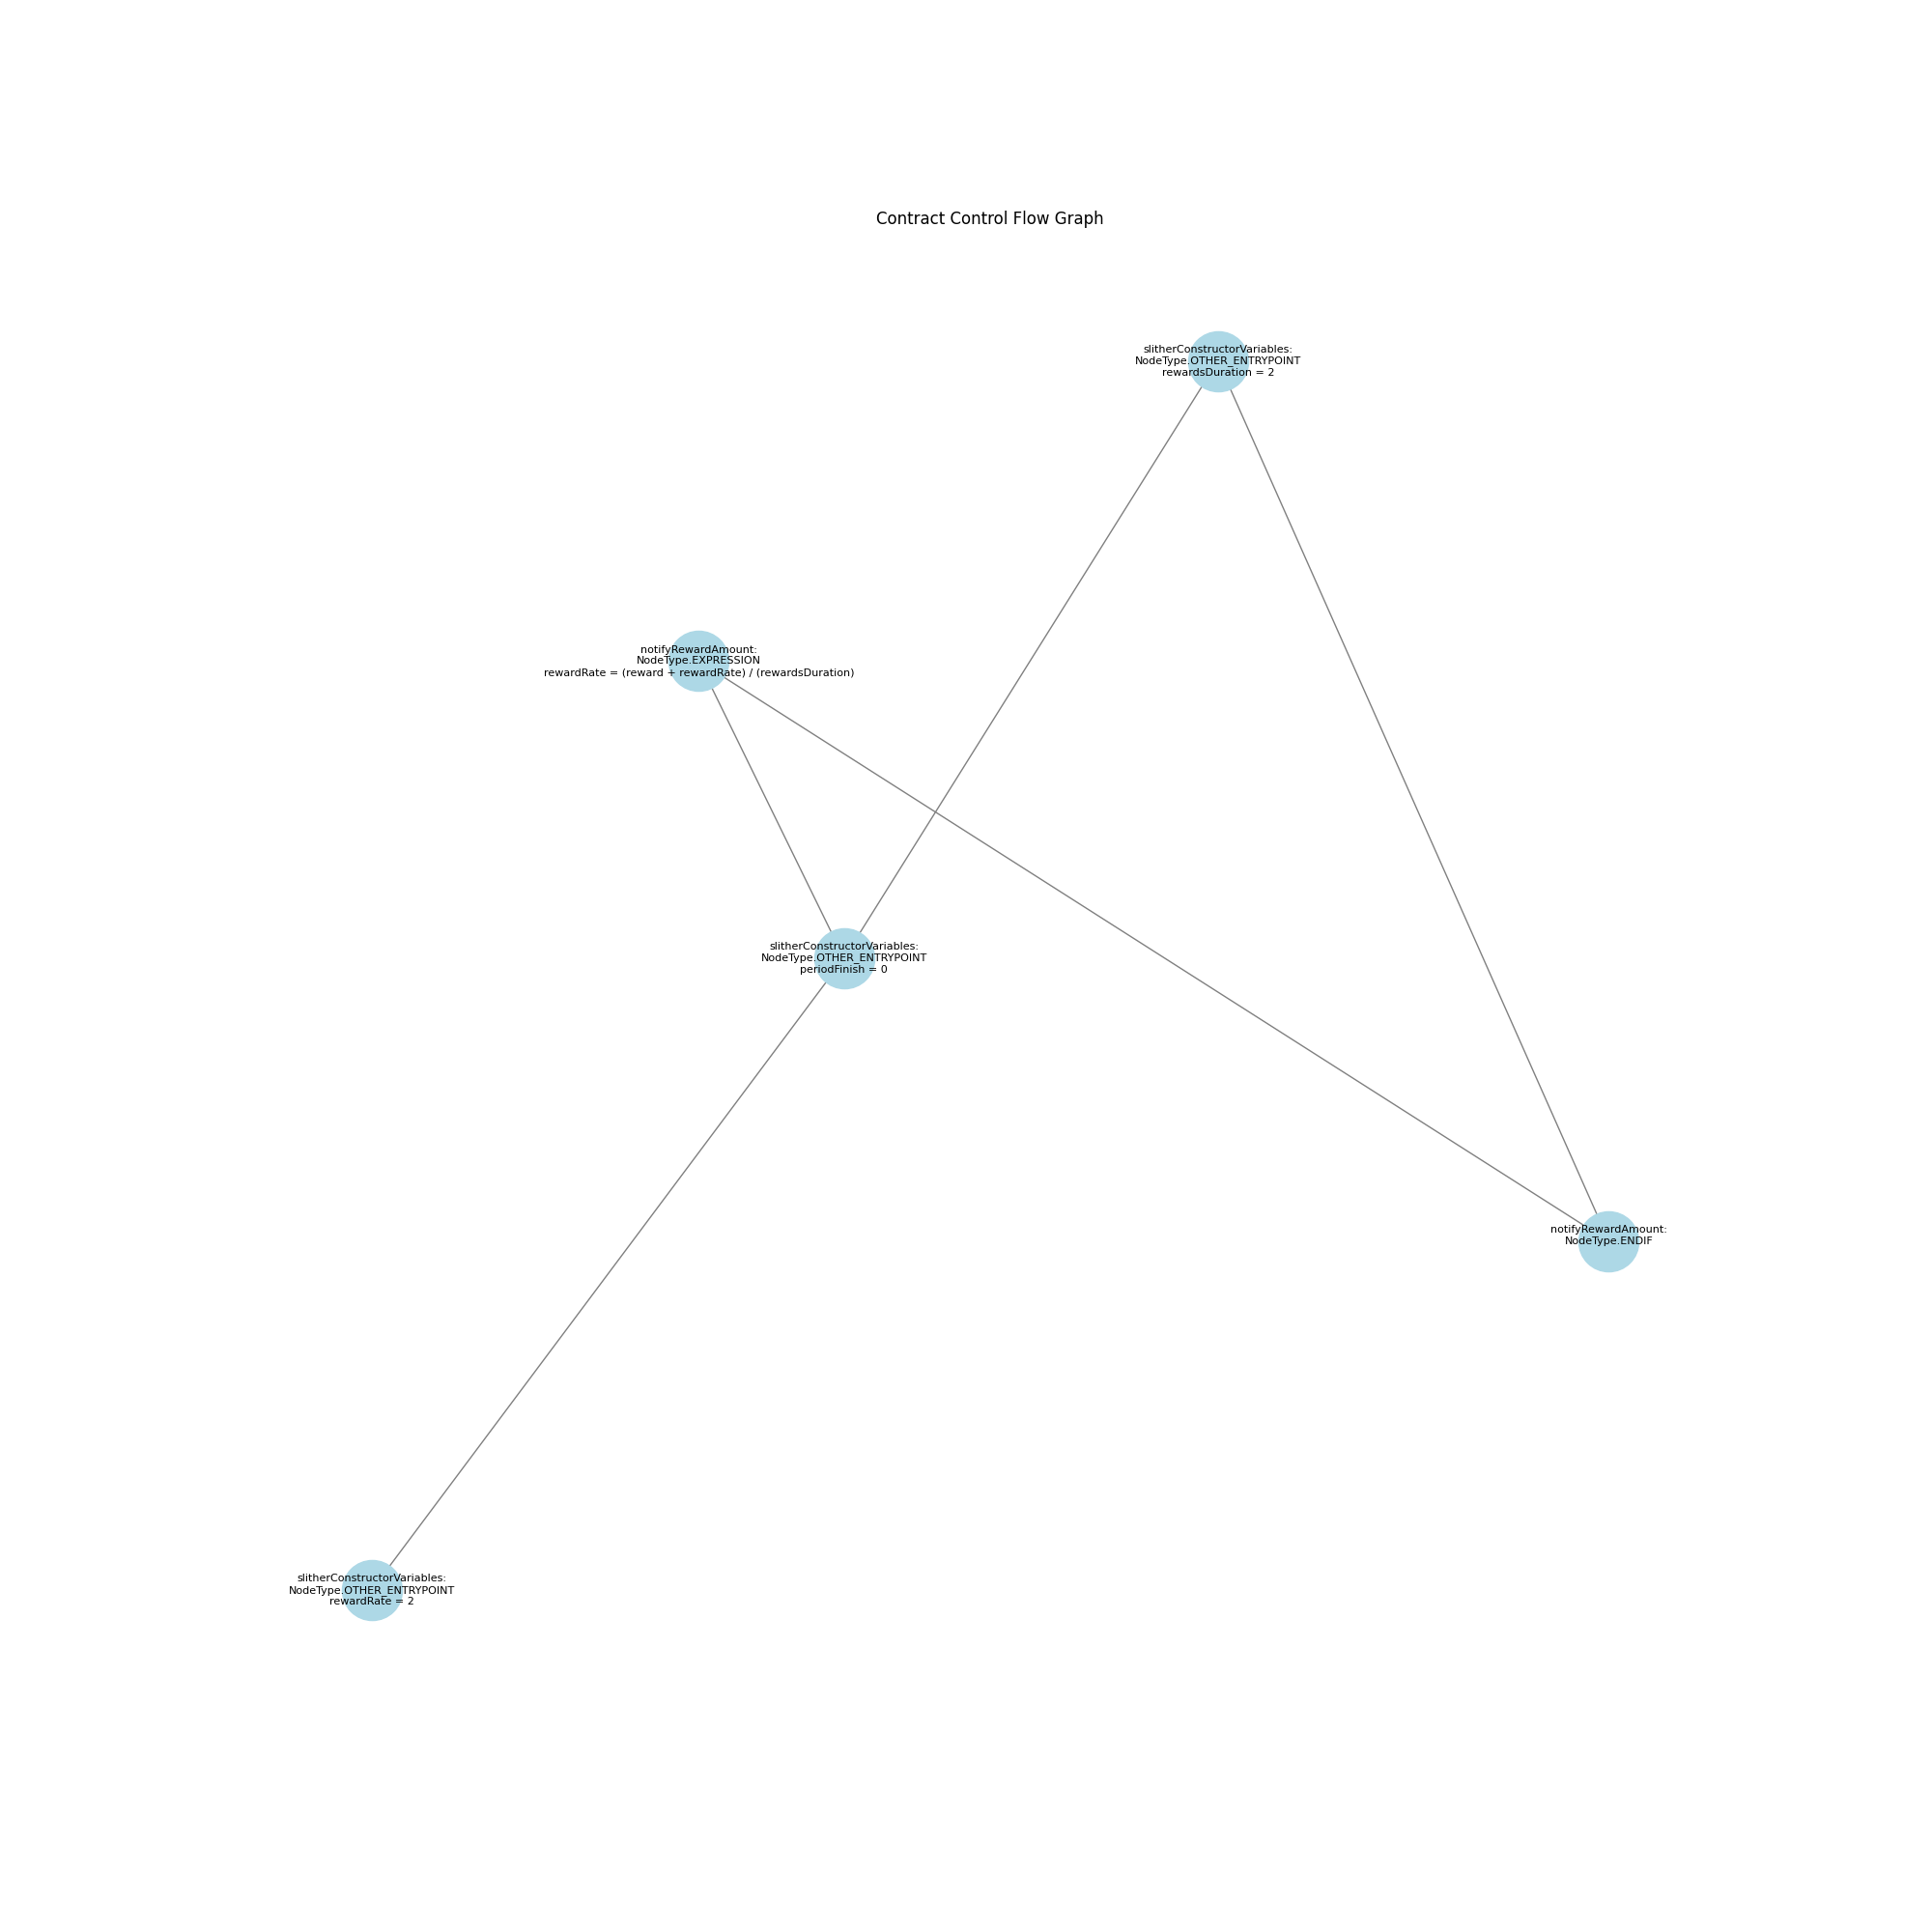 Contract Control Flow Graph
slitherConstructorVariables:
NodeType.OTHER_ENTRYPOINT
rewardsDuration = 2
notifyRewardAmount:
NodeType.EXPRESSION
rewardRate = (reward + rewardRate) / (rewardsDuration)
slitherConstructorVariables:
NodeType.OTHER_ENTRYPOINT
periodFinish = 0
notifyRewardAmount:
NodeType.ENDIF
slitherConstructorVariables:
NodeType.OTHER_ENTRYPOINT
rewardRate = 2